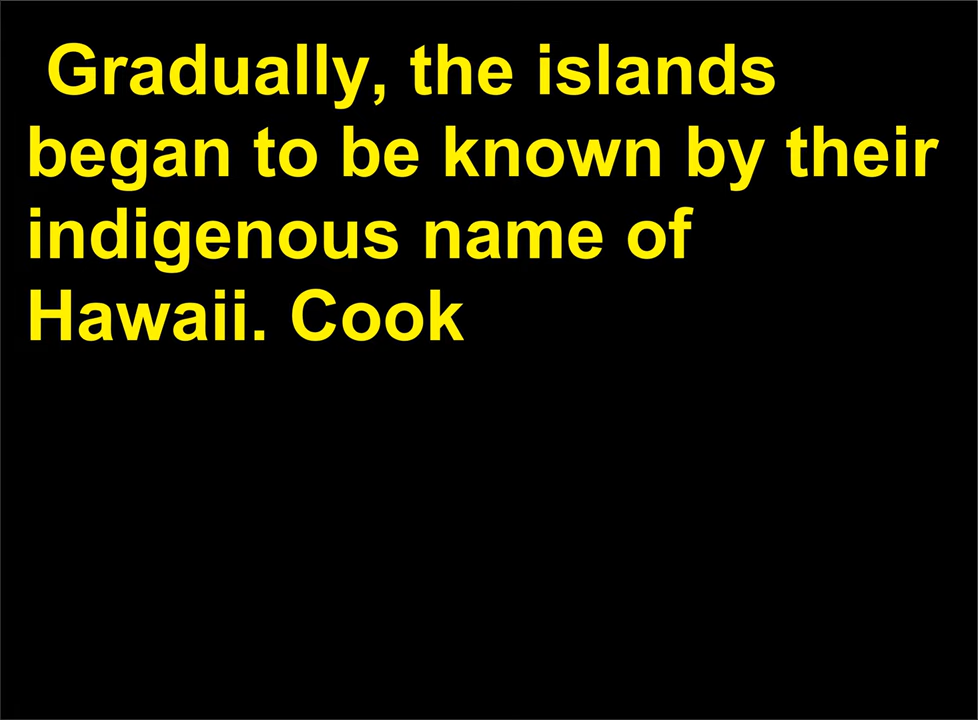 Gradually, the islands
began to be known by their
indigenous name of
Hawaii. Cook